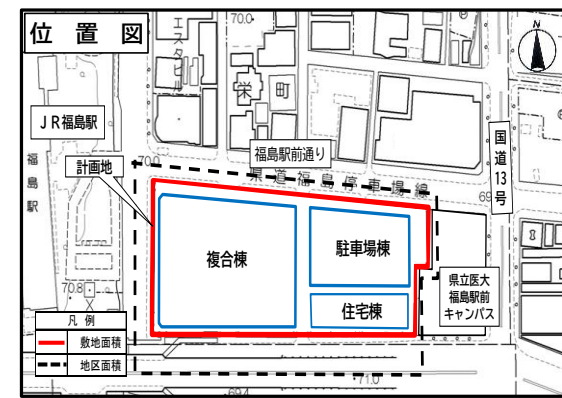 位置図
70.0
エスタビル
栄町
N
JR福島駅
福島駅
計画地
70.0
福島駅前通り
県道福島停車場線
国道13号
69
複合棟
駐車場棟
住宅棟
県立医大
福島駅前
キャンパス
70.8
凡例
敷地面積
地区面積
69.4
71.0